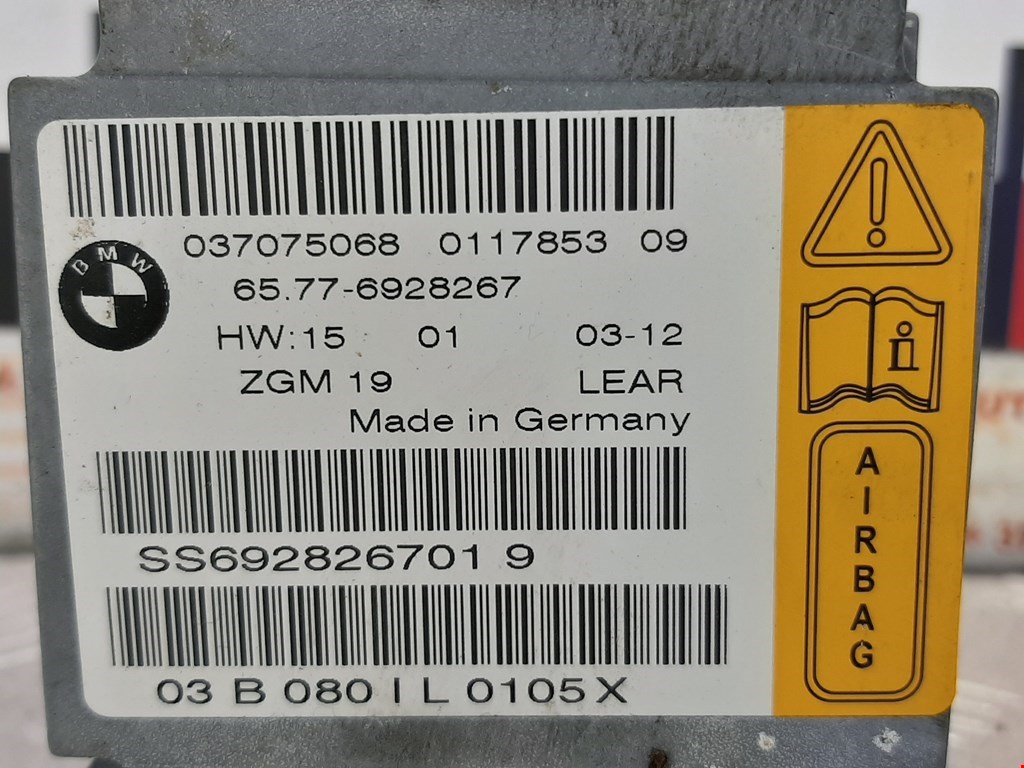 037075068 0117853 09
BMW
65.77-6928267
HW:15 01 03-12
ZGM 19 LEAR
Made in Germany
SS692826701 9
03 B 080 I L 0105 X
i
AIRBAG